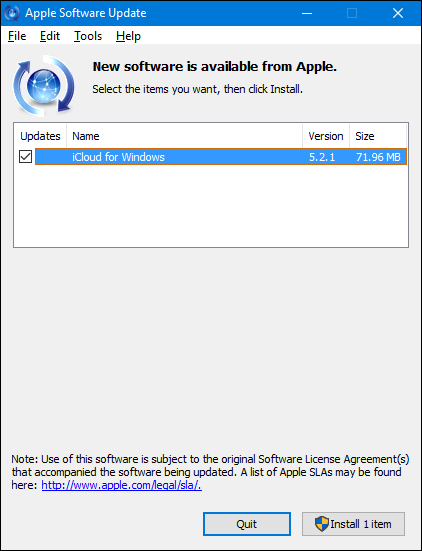 Apple Software Update
File Edit Tools Help
New software is available from Apple.
Select the items you want, then click Install.
Updates Name Version Size
iCloud for Windows 5.2.1 71.96 MB
Note: Use of this software is subject to the original Software License Agreement(s)
that accompanied the software being updated. A list of Apple SLAs may be found
here: http://www.apple.com/legal/sla/.
Quit Install 1 item